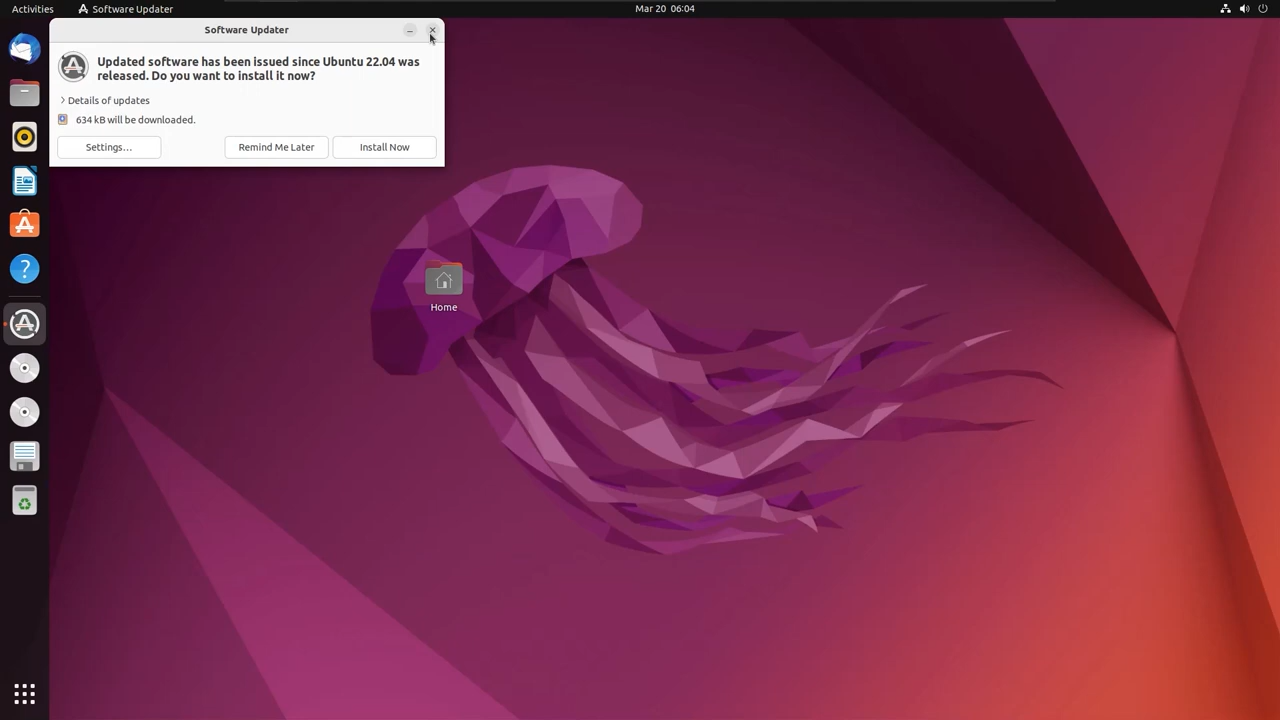 Activities
Software Updater
Mar 20 06:04
Software Updater
Updated software has been issued since Ubuntu 22.04 was
released. Do you want to install it now?
Details of updates
634 kB will be downloaded.
Settings…
Remind Me Later
Install Now
Home